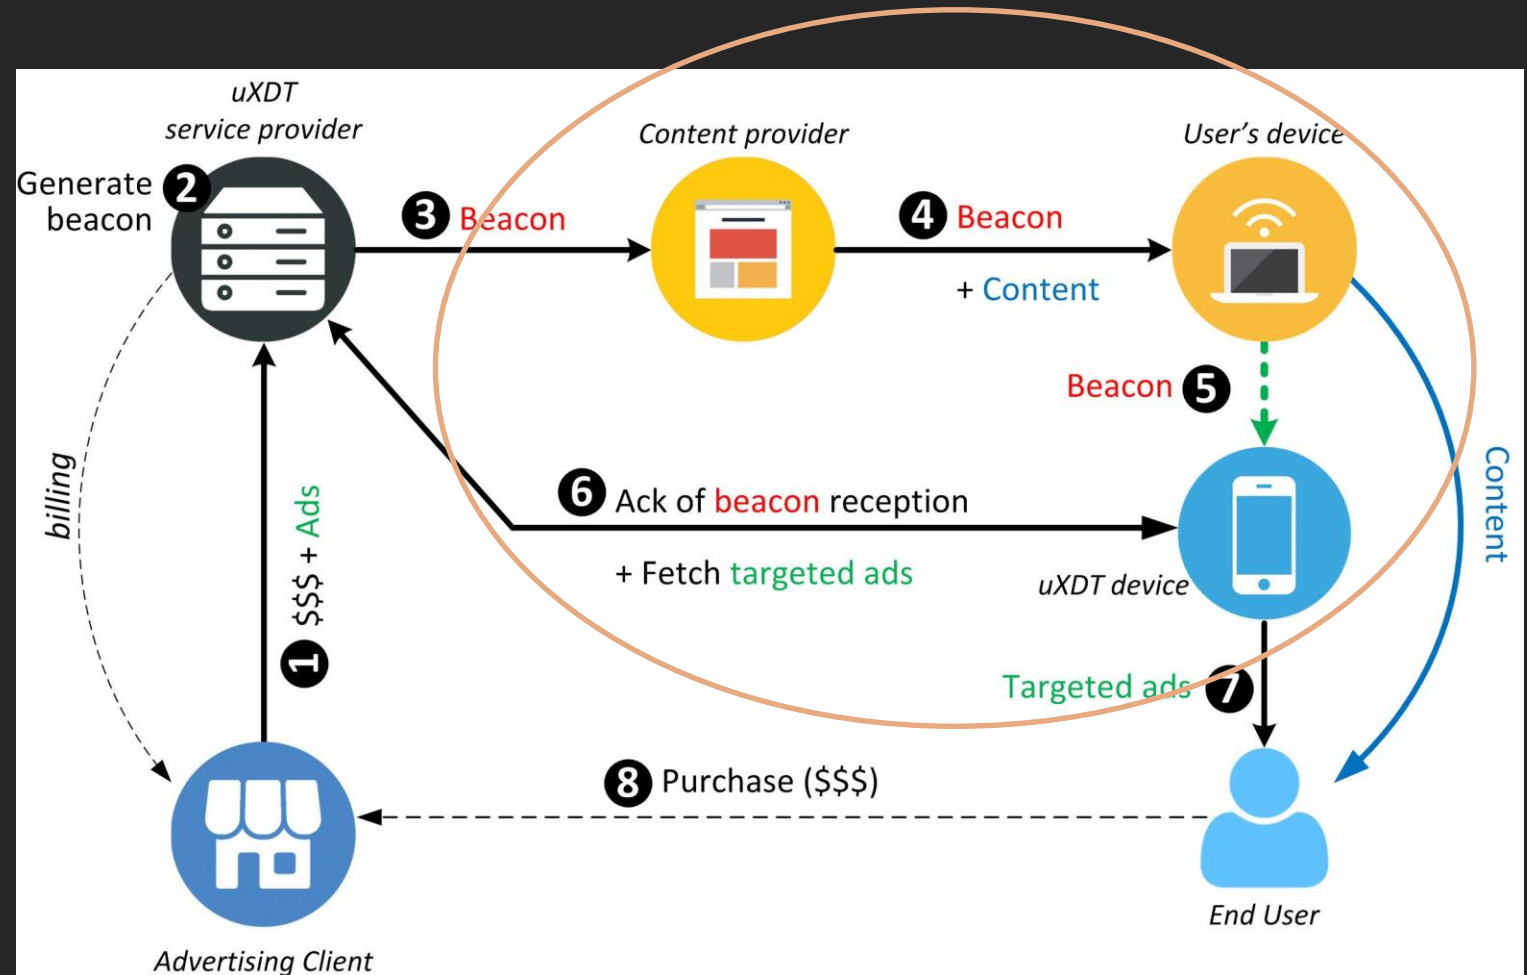 uXDT
service provider
Content provider
User's device
Generate
beacon
2
3 Beacon
4 Beacon
+ Content
Beacon 5
6 Ack of beacon reception
+ Fetch targeted ads
uXDT device
Content
billing
1 $$$ + Ads
Targeted ads 7
8 Purchase ($$$)
End User
Advertising Client